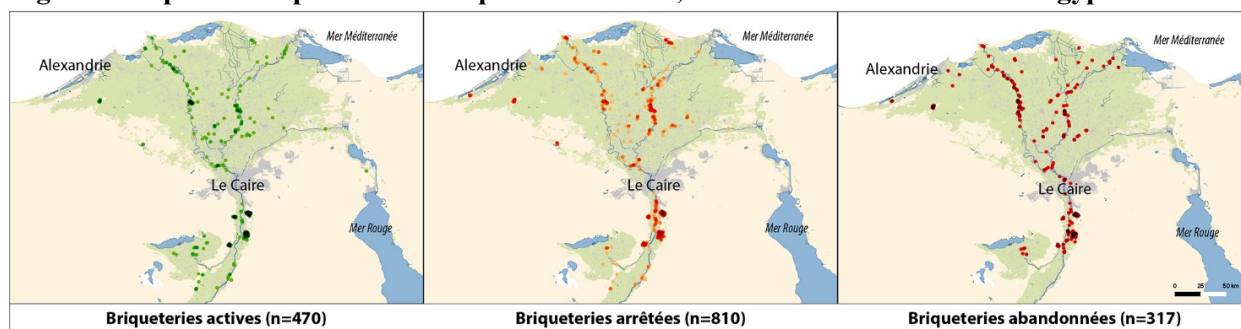 Mer Méditerranée
Alexandrie
Le Caire
Mer Rouge
Briqueteries actives (n=470)
Mer Méditerranée
Alexandrie
Le Caire
Mer Rouge
Briqueteries arrêtées (n=810)
Mer Méditerranée
Alexandrie
Le Caire
Mer Rouge
0 25 50 km
Briqueteries abandonnées (n=317)